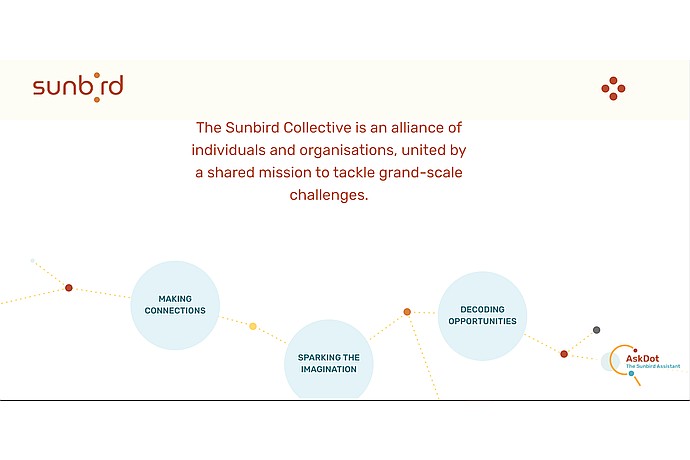 sunbird
The Sunbird Collective is an alliance of
individuals and organisations, united by
a shared mission to tackle grand-scale
challenges.
MAKING
CONNECTIONS
SPARKING THE
IMAGINATION
DECODING
OPPORTUNITIES
AskDot
The Sunbird Assistant